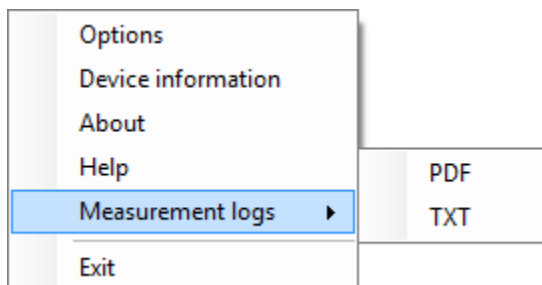 Options
Device information
About
Help
Measurement logs
Exit
PDF
TXT